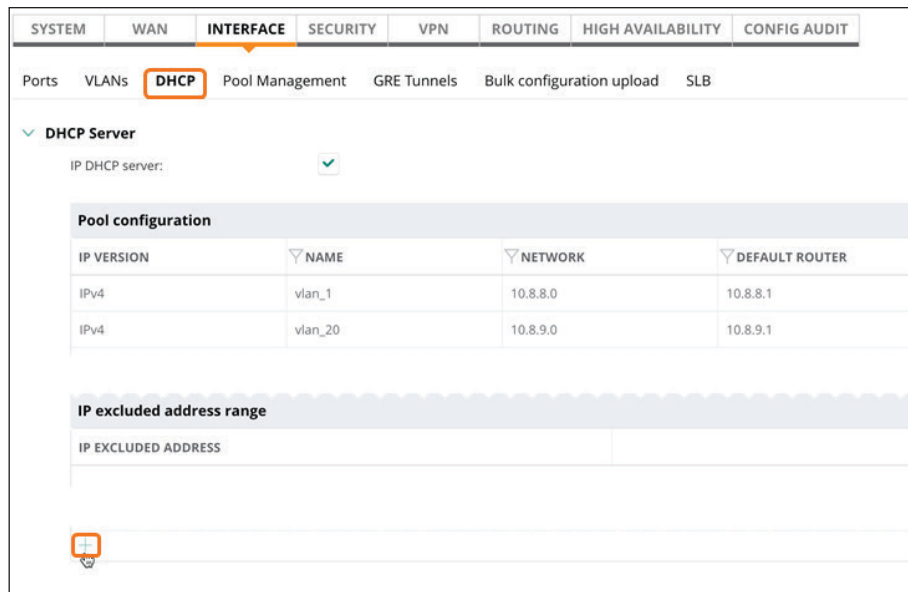 SYSTEM WAN INTERFACE SECURITY VPN ROUTING HIGH AVAILABILITY CONFIG AUDIT
Ports VLANs DHCP Pool Management GRE Tunnels Bulk configuration upload SLB
DHCP Server
IP DHCP server:
Pool configuration
IP VERSION NAME NETWORK DEFAULT ROUTER
IPv4 vlan_1 10.8.8.0 10.8.8.1
IPv4 vlan_20 10.8.9.0 10.8.9.1
IP excluded address range
IP EXCLUDED ADDRESS